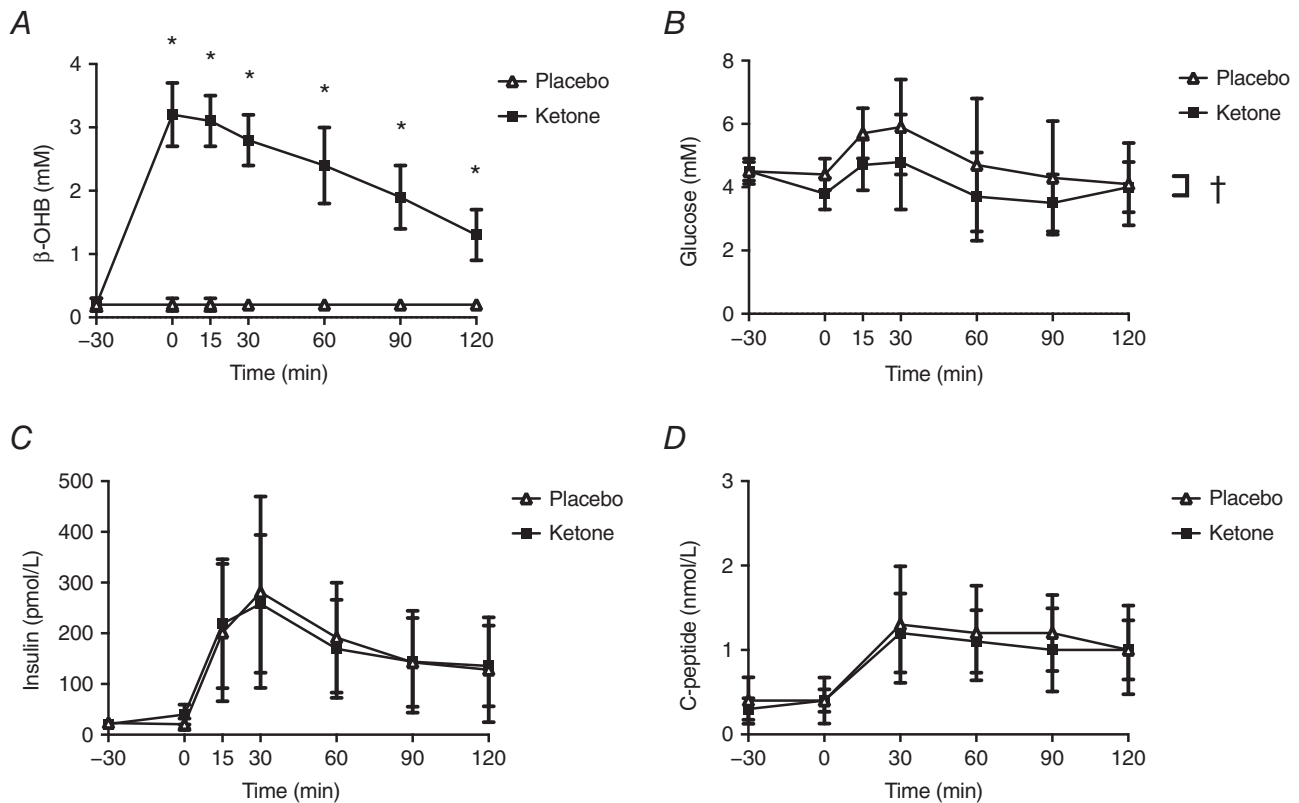 A
* * * * * *
4
3
2
1
0
β-OHB (mM)
−30 0 15 30 60 90 120
Time (min)
Placebo
Ketone
B
8
6
4
2
0
Glucose (mM)
−30 0 15 30 60 90 120
Time (min)
Placebo
Ketone
†
C
500
400
300
200
100
0
Insulin (pmol/L)
−30 0 15 30 60 90 120
Time (min)
Placebo
Ketone
D
3
2
1
0
C-peptide (nmol/L)
−30 0 30 60 90 120
Time (min)
Placebo
Ketone